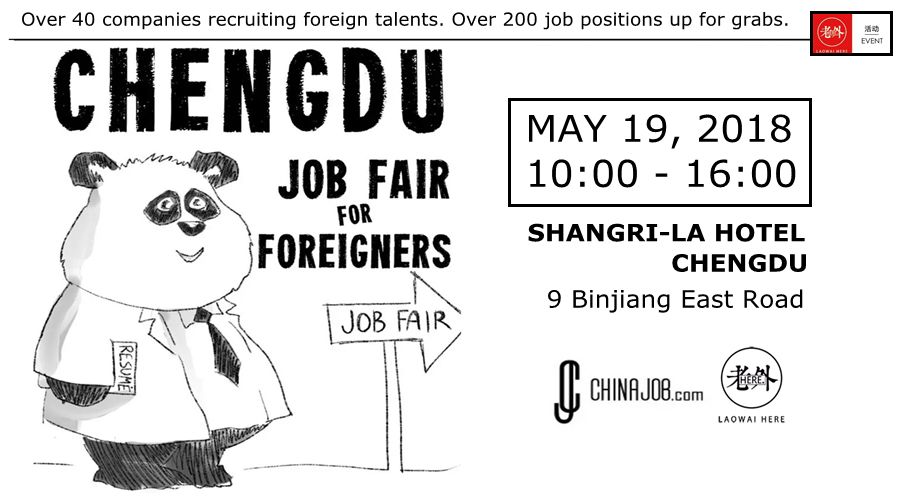 Over 40 companies recruiting foreign talents. Over 200 job positions up for grabs.
老外
LAOWAI HERE
活动
EVENT
CHENGDU
JOB FAIR
FOR
FOREIGNERS
JOB FAIR
RESUMÉ
MAY 19, 2018
10:00 - 16:00
SHANGRI-LA HOTEL
CHENGDU
9 Binjiang East Road
CHINAJOB.com
老外
HERE
LAOWAI HERE